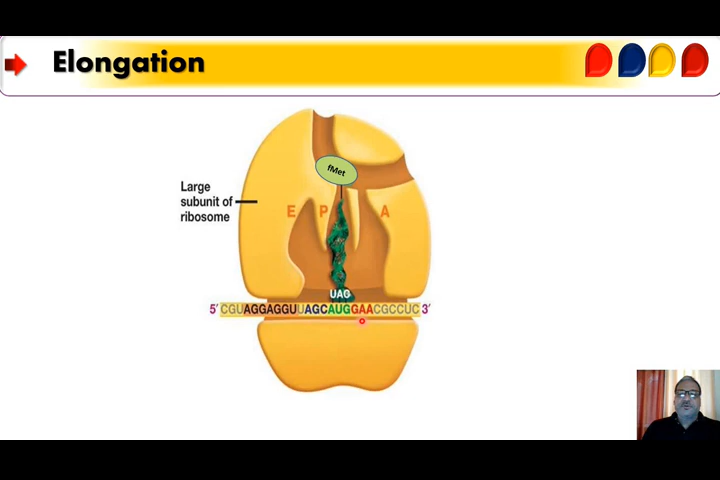 Elongation
fMet
Large
subunit of
ribosome
E P A
UAG
5′ CGUAGGAGGUUAGCAUGGAACGCCUC 3′